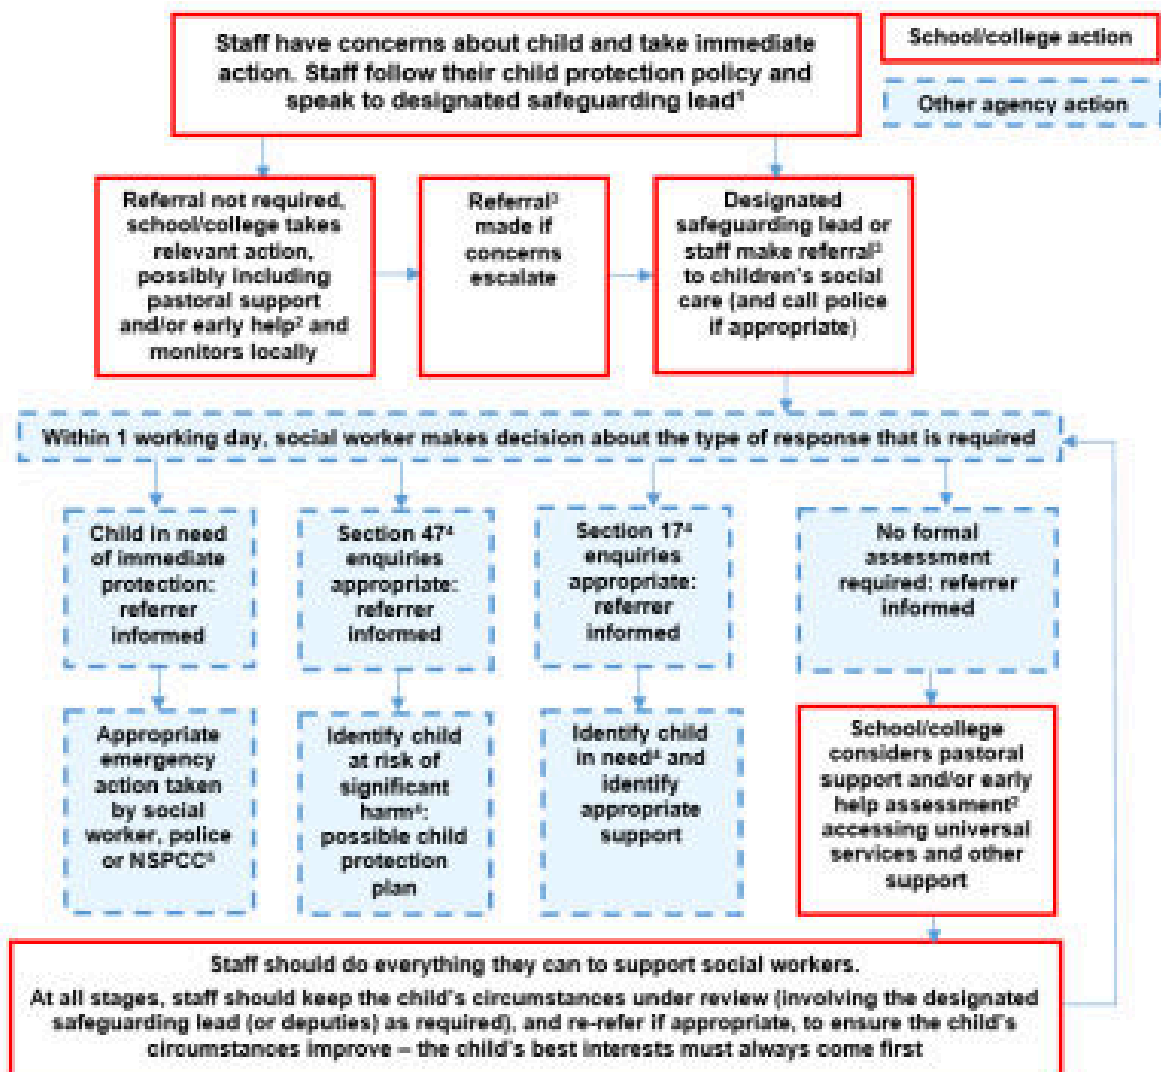 Staff have concerns about child and take immediate
action. Staff follow their child protection policy and
speak to designated safeguarding lead¹
School/college action
Other agency action
Referral not required,
school/college takes
relevant action,
possibly including
pastoral support
and/or early help² and
monitors locally
Referral³
made if
concerns
escalate
Designated
safeguarding lead or
staff make referral³
to children's social
care (and call police
if appropriate)
Within 1 working day, social worker makes decision about the type of response that is required
Child in need
of immediate
protection:
referrer
informed
Section 47⁴
enquiries
appropriate:
referrer
informed
Section 17⁴
enquiries
appropriate:
referrer
informed
No formal
assessment
required: referrer
informed
Appropriate
emergency
action taken
by social
worker, police
or NSPCC⁵
Identify child
at risk of
significant
harm⁴:
possible child
protection
plan
Identify child
in need⁴ and
identify
appropriate
support
School/college
considers pastoral
support and/or early
help assessment²
accessing universal
services and other
support
Staff should do everything they can to support social workers.
At all stages, staff should keep the child's circumstances under review (involving the designated
safeguarding lead (or deputies) as required), and re-refer if appropriate, to ensure the child's
circumstances improve – the child's best interests must always come first